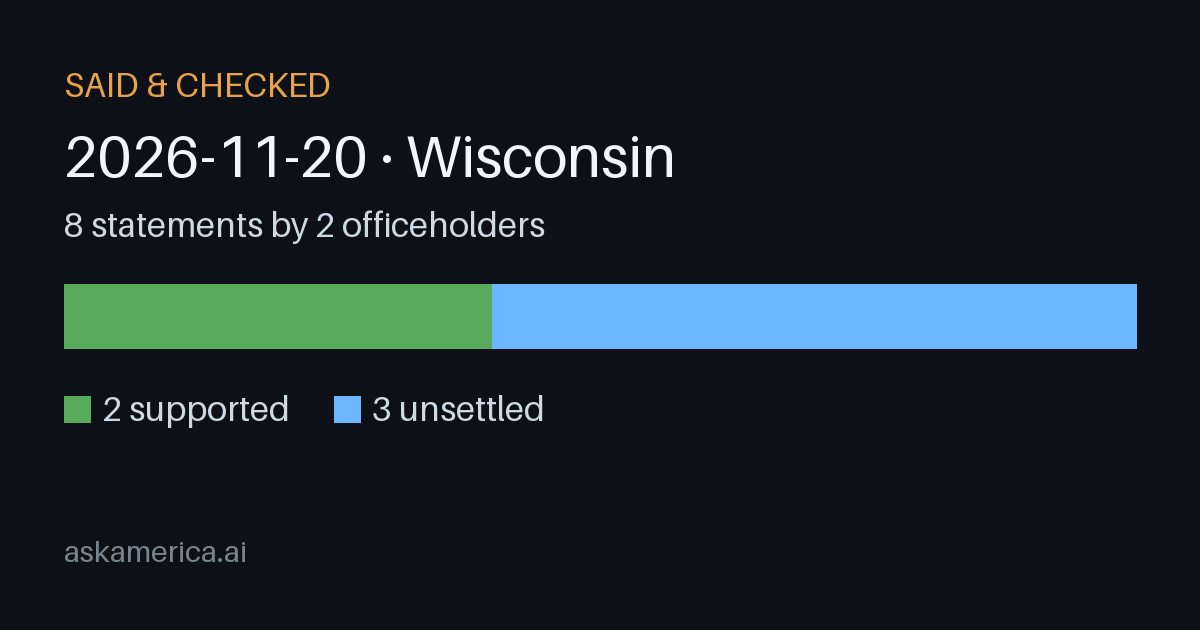 SAID & CHECKED
2026-11-20 · Wisconsin
8 statements by 2 officeholders
2 supported 3 unsettled
askamerica.ai